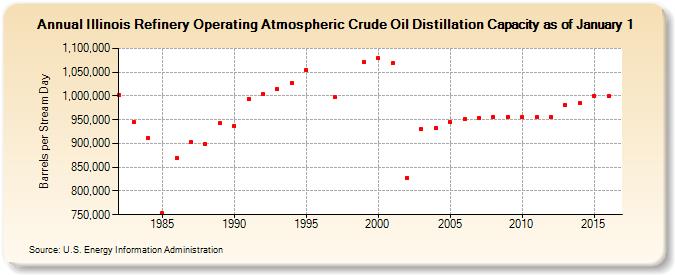 Annual Illinois Refinery Operating Atmospheric Crude Oil Distillation Capacity as of January 1
Barrels per Stream Day
1,100,000
1,050,000
1,000,000
950,000
900,000
850,000
800,000
750,000
1985 1990 1995 2000 2005 2010 2015
Source: U.S. Energy Information Administration